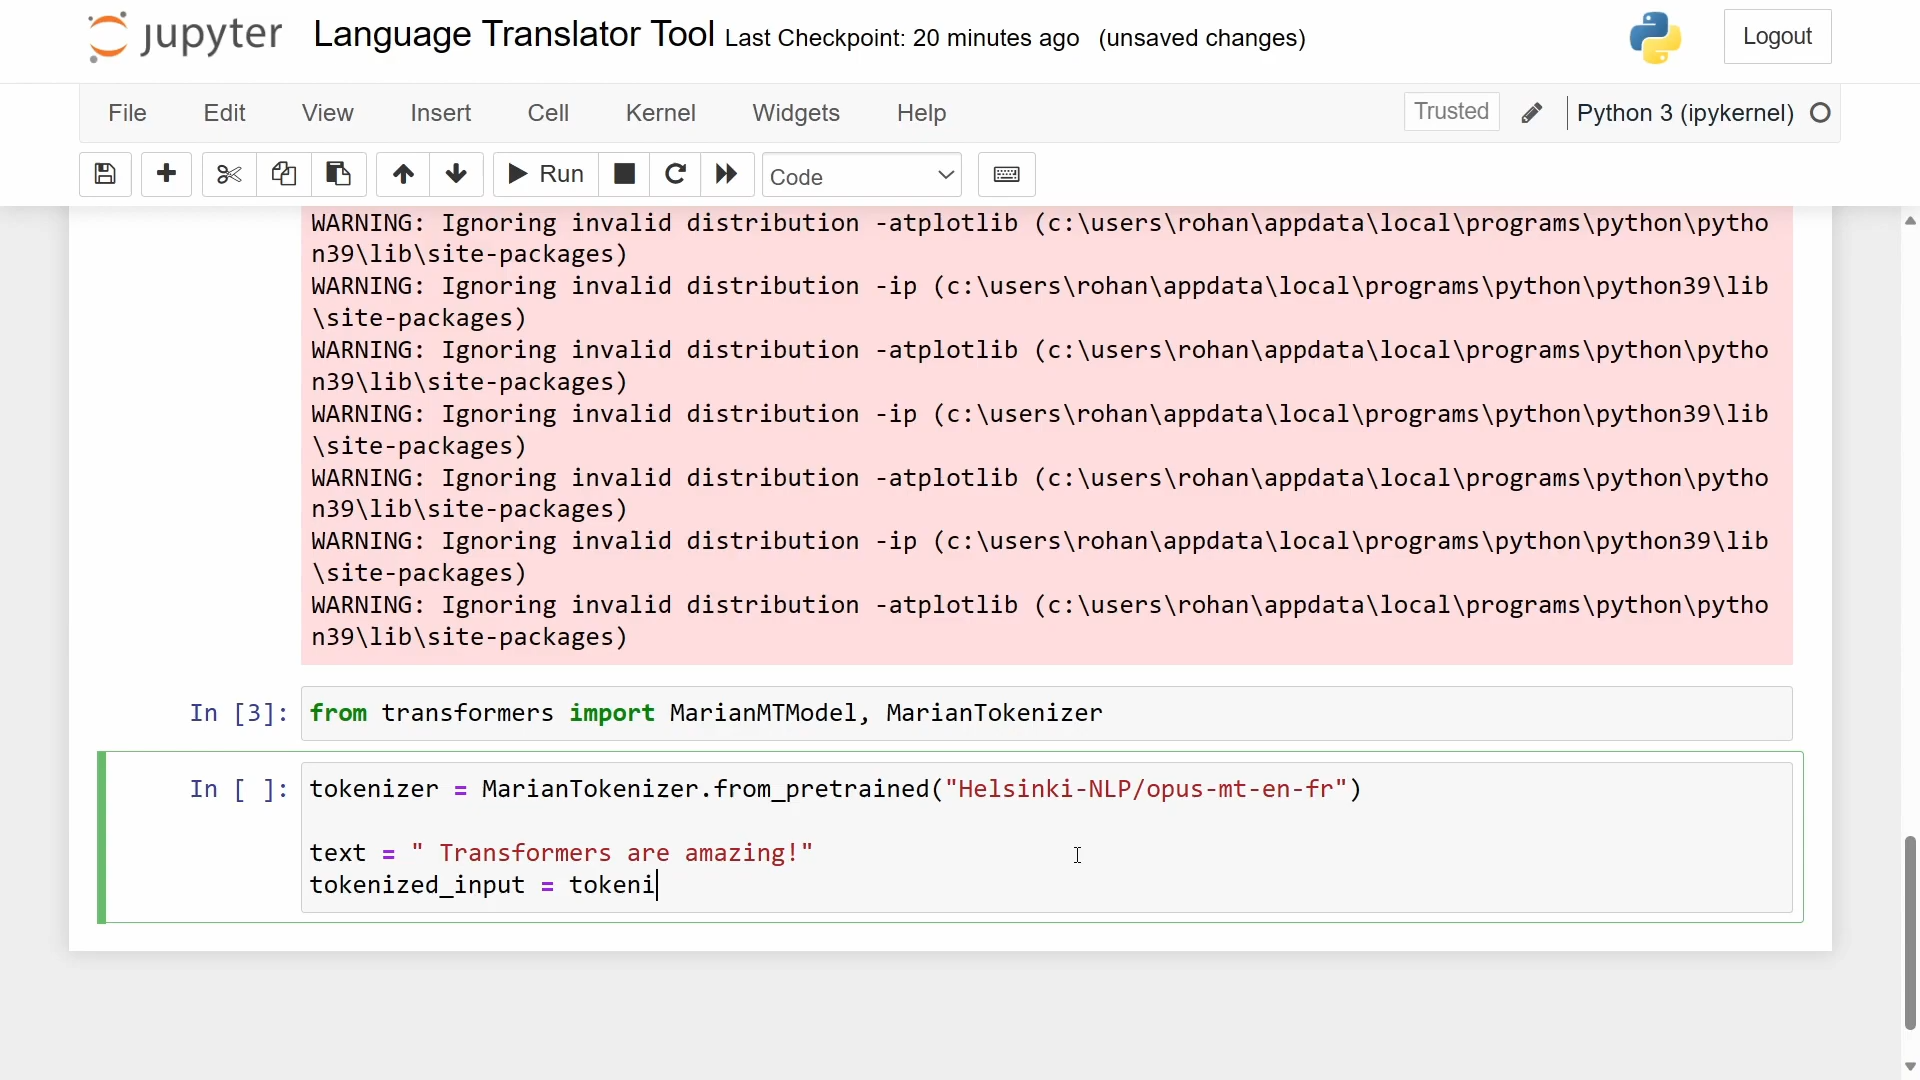 jupyter Language Translator Tool Last Checkpoint: 20 minutes ago (unsaved changes) Logout
File Edit View Insert Cell Kernel Widgets Help Trusted Python 3 (ipykernel)
Run Code
WARNING: Ignoring invalid distribution -atplotlib (c:\users\rohan\appdata\local\programs\python\pytho
n39\lib\site-packages)
WARNING: Ignoring invalid distribution -ip (c:\users\rohan\appdata\local\programs\python\python39\lib
\site-packages)
WARNING: Ignoring invalid distribution -atplotlib (c:\users\rohan\appdata\local\programs\python\pytho
n39\lib\site-packages)
WARNING: Ignoring invalid distribution -ip (c:\users\rohan\appdata\local\programs\python\python39\lib
\site-packages)
WARNING: Ignoring invalid distribution -atplotlib (c:\users\rohan\appdata\local\programs\python\pytho
n39\lib\site-packages)
WARNING: Ignoring invalid distribution -ip (c:\users\rohan\appdata\local\programs\python\python39\lib
\site-packages)
WARNING: Ignoring invalid distribution -atplotlib (c:\users\rohan\appdata\local\programs\python\pytho
n39\lib\site-packages)
In [3]: from transformers import MarianMTModel, MarianTokenizer
In [ ]: tokenizer = MarianTokenizer.from_pretrained("Helsinki-NLP/opus-mt-en-fr")
text = " Transformers are amazing!"
tokenized_input = tokeni